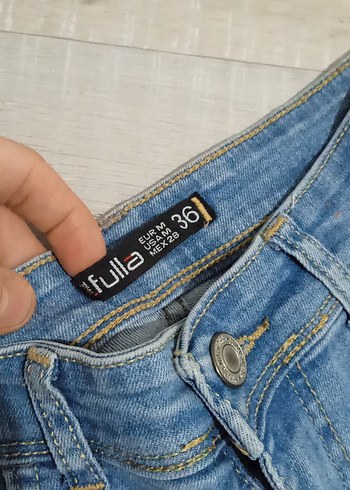 fulla
EUR M
USA M
MEX 28
36